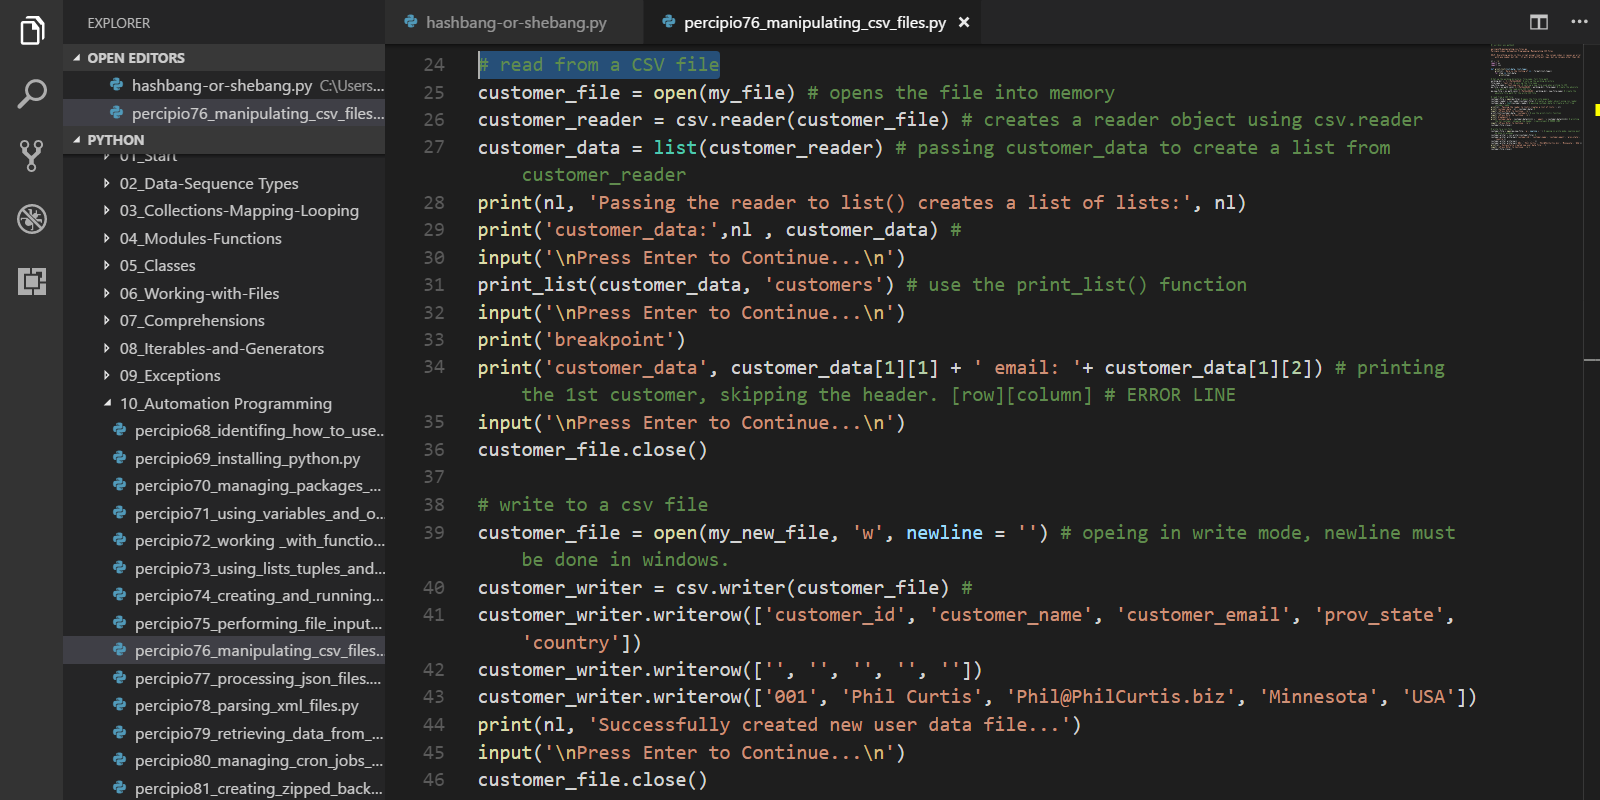 EXPLORER
OPEN EDITORS
hashbang-or-shebang.py C:\Users...
percipio76_manipulating_csv_files...
PYTHON
01_Start
02_Data-Sequence Types
03_Collections-Mapping-Looping
04_Modules-Functions
05_Classes
06_Working-with-Files
07_Comprehensions
08_Iterables-and-Generators
09_Exceptions
10_Automation Programming
percipio68_identifing_how_to_use...
percipio69_installing_python.py
percipio70_managing_packages_...
percipio71_using_variables_and_o...
percipio72_working _with_functio...
percipio73_using_lists_tuples_and...
percipio74_creating_and_running...
percipio75_performing_file_input...
percipio76_manipulating_csv_files...
percipio77_processing_json_files....
percipio78_parsing_xml_files.py
percipio79_retrieving_data_from_...
percipio80_managing_cron_jobs_...
percipio81_creating_zipped_back...
hashbang-or-shebang.py
percipio76_manipulating_csv_files.py ×
24 # read from a CSV file
25 customer_file = open(my_file) # opens the file into memory
26 customer_reader = csv.reader(customer_file) # creates a reader object using csv.reader
27 customer_data = list(customer_reader) # passing customer_data to create a list from
customer_reader
28 print(nl, 'Passing the reader to list() creates a list of lists:', nl)
29 print('customer_data:',nl , customer_data) #
30 input('\nPress Enter to Continue...\n')
31 print_list(customer_data, 'customers') # use the print_list() function
32 input('\nPress Enter to Continue...\n')
33 print('breakpoint')
34 print('customer_data', customer_data[1][1] + ' email: '+ customer_data[1][2]) # printing
the 1st customer, skipping the header. [row][column] # ERROR LINE
35 input('\nPress Enter to Continue...\n')
36 customer_file.close()
37
38 # write to a csv file
39 customer_file = open(my_new_file, 'w', newline = '') # opeing in write mode, newline must
be done in windows.
40 customer_writer = csv.writer(customer_file) #
41 customer_writer.writerow(['customer_id', 'customer_name', 'customer_email', 'prov_state',
'country'])
42 customer_writer.writerow(['', '', '', '', ''])
43 customer_writer.writerow(['001', 'Phil Curtis', 'Phil@PhilCurtis.biz', 'Minnesota', 'USA'])
44 print(nl, 'Successfully created new user data file...')
45 input('\nPress Enter to Continue...\n')
46 customer_file.close()